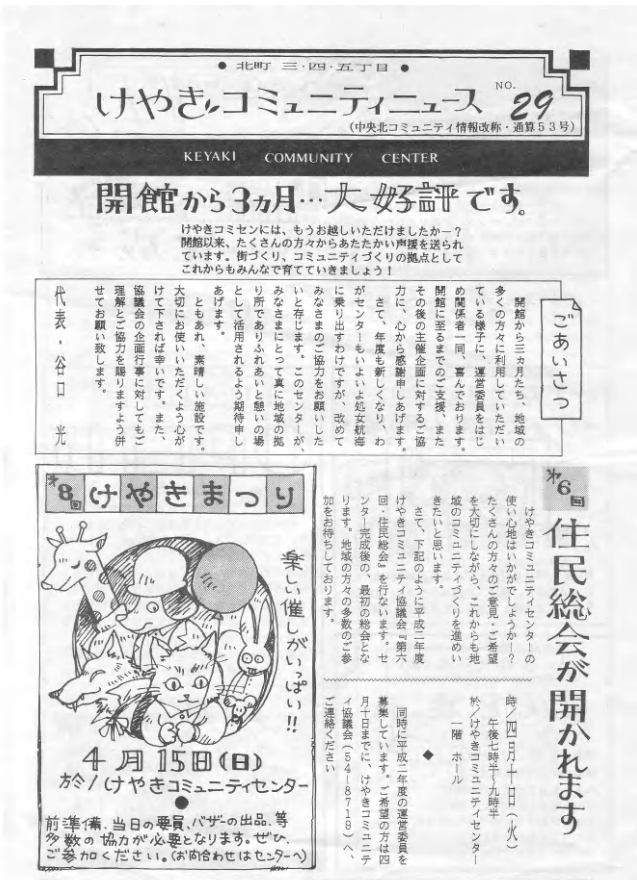 ● 北町 三・四・五丁目 ●
けやきコミュニティニュース NO. 29
(中央北コミュニティ情報改称・通算53号)
KEYAKI COMMUNITY CENTER
開館から3ヵ月…大好評です。
けやきコミセンには、もうお越しいただけましたかー?
開館以来、たくさんの方々からあたたかい声援を送られ
ています。街づくり、コミュニティづくりの拠点として
これからもみんなで育てていきましょう!
ごあいさつ
開館から三ヵ月たち、地域の
多くの方々に利用していただい
ている様子に、運営委員をはじ
め関係者一同、喜んでおります。
開館に至るまでのご支援、また
その後の主催企画に対するご協
力に、心から感謝申しあげます。
さて、年度も新しくなり、わ
がセンターもいよいよ処女航海
に乗り出すわけですが、改めて
みなさまのご協力をお願いした
いと存じます。このセンターが、
みなさまにとって真に地域の拠
り所でありふれあいと憩いの場
として活用されるよう期待申し
あげます。
ともあれ、素晴しい施設です。
大切にお使いいただくよう心が
けて下されば幸いです。また、
協議会の企画行事に対してもご
理解とご協力を賜りますよう併
せてお願い致します。
代表・谷口 光
第6回 住民総会が開かれます
けやきコミュニティセンターの
使い心地はいかがでしょうかー?
たくさんの方々のご意見・ご希望
を大切にしながら、これからも地
域のコミュニティづくりを進めい
きたいと思います。
さて、下記のように平成二年度
けやきコミュニティ協議会『第六
回・住民総会』を行ないます。セ
ンター完成後の、最初の総会とな
ります。地域の方々の多数のご参
加をお待ちしております。
時/四月十日(火)
午後七時半~九時半
於/けやきコミュニティセンター
一階 ホール
◆
同時に平成二年度の運営委員を
募集しています。ご希望の方は四
月十日までに、けやきコミュニテ
ィ協議会(54-8719)へ、
ご連絡ください
第8回 けやきまつり
楽しい催しがいっぱい!!
4月15日(日)
於/けやきコミュニティセンター
●
前準備、当日の要員、バザーの出品、等
多数の協力が必要となります。ぜひ、
ご参加ください。(お問合わせはセンターへ)